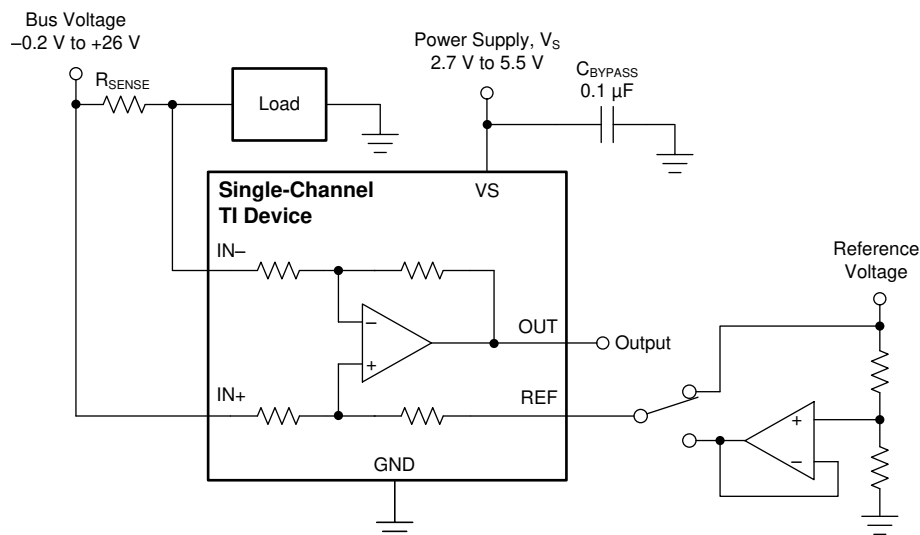 Bus Voltage
–0.2 V to +26 V
RSENSE
Load
Power Supply, VS
2.7 V to 5.5 V
CBYPASS
0.1 µF
Single-Channel
TI Device
VS
IN–
–
+
OUT
Output
IN+
REF
GND
Reference
Voltage
+
–